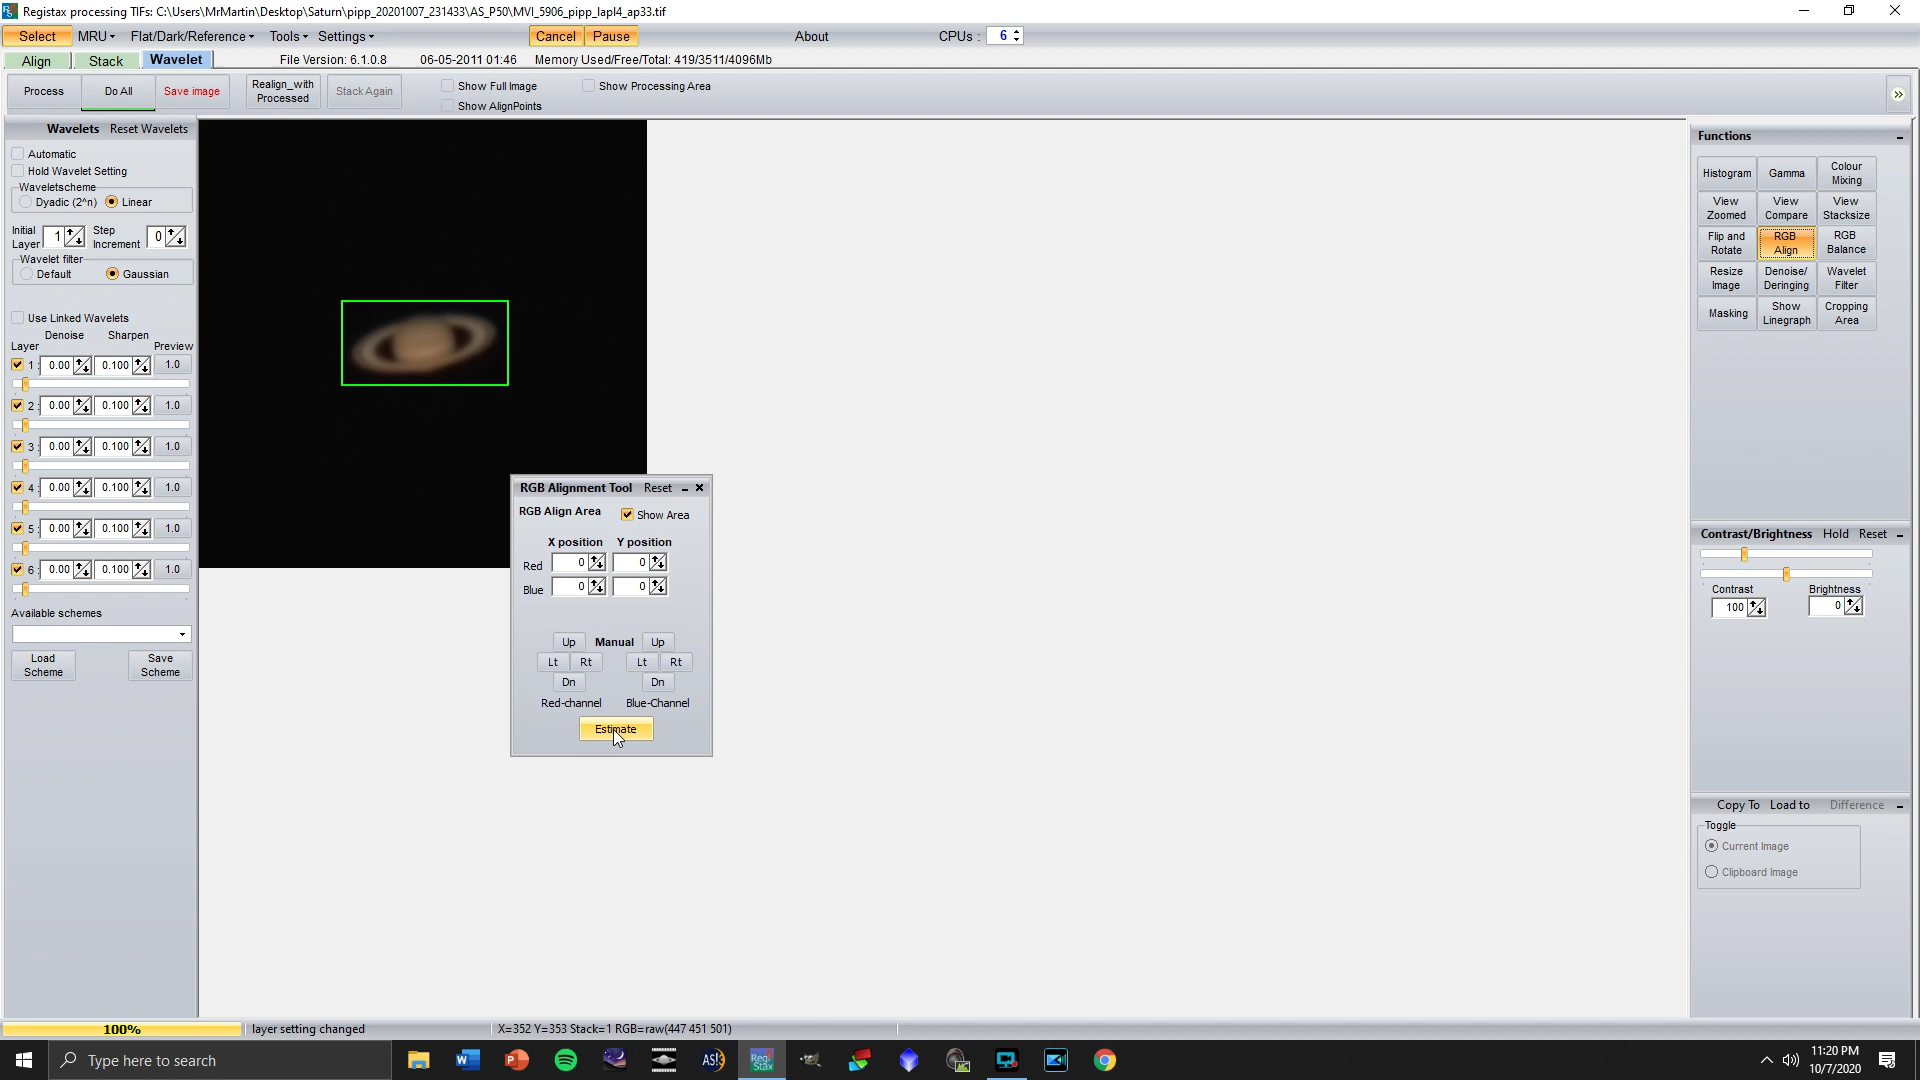 Registax processing TIFs: C:\Users\MrMartin\Desktop\Saturn\pipp_20201007_231433\AS_P50\MVI_5906_pipp_lapl4_ap33.tif
Select MRU Flat/Dark/Reference Tools Settings Cancel Pause About CPUs : 6
Align Stack Wavelet File Version: 6.1.0.8 06-05-2011 01:46 Memory Used/Free/Total: 419/3511/4096Mb
Process Do All Save image Realign_with Processed Stack Again Show Full Image Show Processing Area
Show AlignPoints
Wavelets Reset Wavelets
Automatic
Hold Wavelet Setting
Waveletscheme
Dyadic (2^n) Linear
Initial Layer 1 Step Increment 0
Wavelet filter
Default Gaussian
Use Linked Wavelets
Denoise Sharpen
Layer Preview
1 : 0.00 0.100 1.0
2 : 0.00 0.100 1.0
3 : 0.00 0.100 1.0
4 : 0.00 0.100 1.0
5 : 0.00 0.100 1.0
6 : 0.00 0.100 1.0
Available schemes
Load Scheme Save Scheme
RGB Alignment Tool Reset
RGB Align Area Show Area
X position Y position
Red 0 0
Blue 0 0
Up Manual Up
Lt Rt Lt Rt
Dn Dn
Red-channel Blue-Channel
Estimate
Functions
Histogram Gamma Colour Mixing
View Zoomed View Compare View Stacksize
Flip and Rotate RGB Align RGB Balance
Resize Image Denoise/ Deringing Wavelet Filter
Masking Show Linegraph Cropping Area
Contrast/Brightness Hold Reset
Contrast Brightness
100 0
Copy To Load to Difference
Toggle
Current Image
Clipboard Image
100% layer setting changed X=352 Y=353 Stack=1 RGB=raw(447 451 501)
Type here to search
AS!3
Regi Stax
11:20 PM
10/7/2020